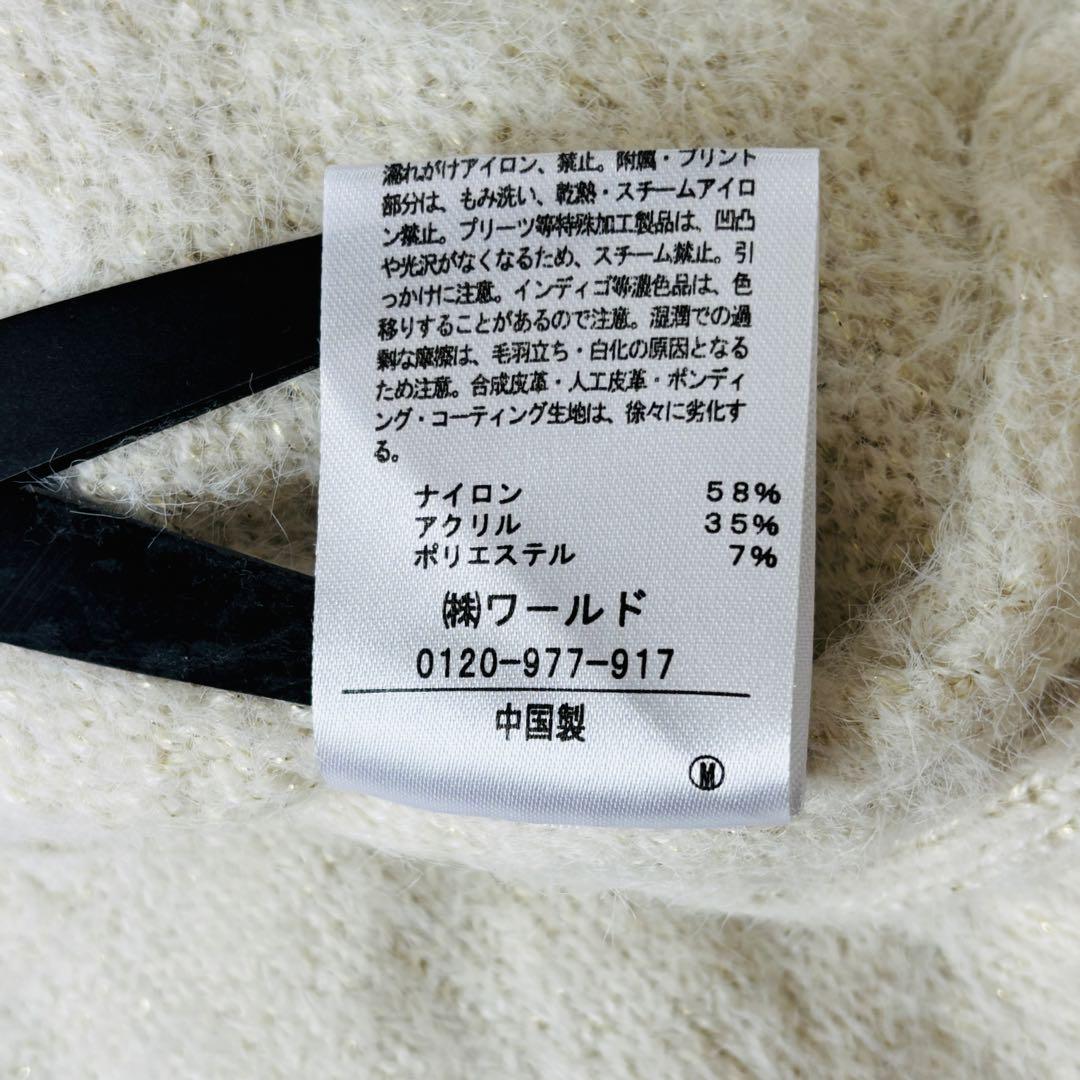 濡れがけアイロン、禁止。附属・プリント
部分は、もみ洗い、乾熱・スチームアイロ
ン禁止。プリーツ等特殊加工製品は、凹凸
や光沢がなくなるため、スチーム禁止。引
っかけに注意。インディゴ等濃色品は、色
移りすることがあるので注意。湿潤での過
剰な摩擦は、毛羽立ち・白化の原因となる
ため注意。合成皮革・人工皮革・ボンディ
ング・コーティング生地は、徐々に劣化す
る。
ナイロン 58%
アクリル 35%
ポリエステル 7%
㈱ワールド
0120-977-917
中国製
Ⓜ